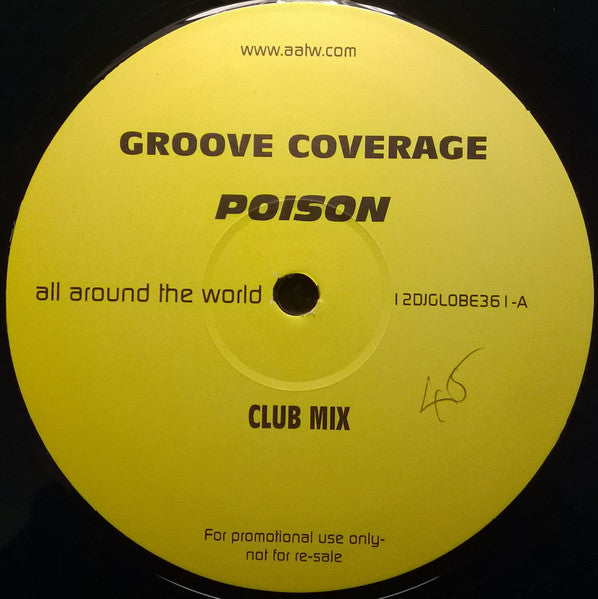 www.aatw.com
GROOVE COVERAGE
POISON
all around the world
12DJGLOBE361-A
45
CLUB MIX
For promotional use only-
not for re-sale